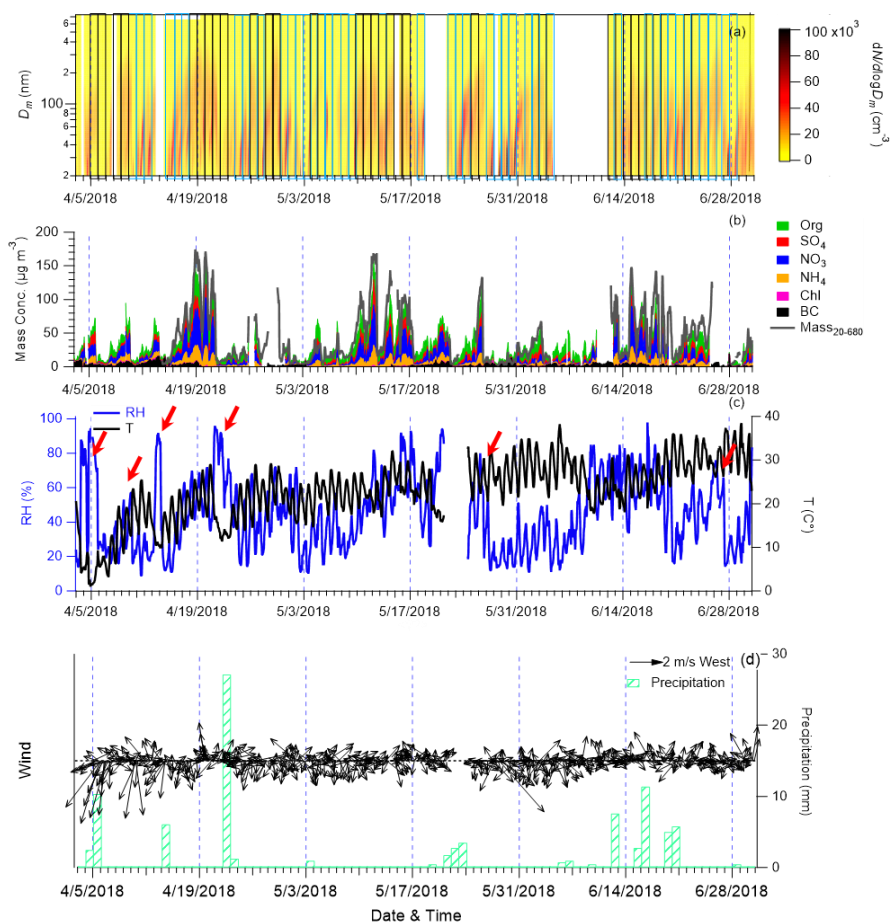 (a)
6
4
2
100
8
6
4
2
D_m (nm)
100 x10³
80
60
40
20
0
dN/dlogD_m (cm⁻³)
4/5/2018 4/19/2018 5/3/2018 5/17/2018 5/31/2018 6/14/2018 6/28/2018
(b)
200
150
100
50
0
Mass Conc. (µg m⁻³)
Org
SO₄
NO₃
NH₄
Chl
BC
Mass₂₀₋₆₈₀
4/5/2018 4/19/2018 5/3/2018 5/17/2018 5/31/2018 6/14/2018 6/28/2018
(c)
RH
T
100
80
60
40
20
0
RH (%)
40
30
20
10
0
T (C°)
4/5/2018 4/19/2018 5/3/2018 5/17/2018 5/31/2018 6/14/2018 6/28/2018
2 m/s West (d)
Precipitation
Wind
30
20
10
0
Precipitation (mm)
4/5/2018 4/19/2018 5/3/2018 5/17/2018 5/31/2018 6/14/2018 6/28/2018
Date & Time